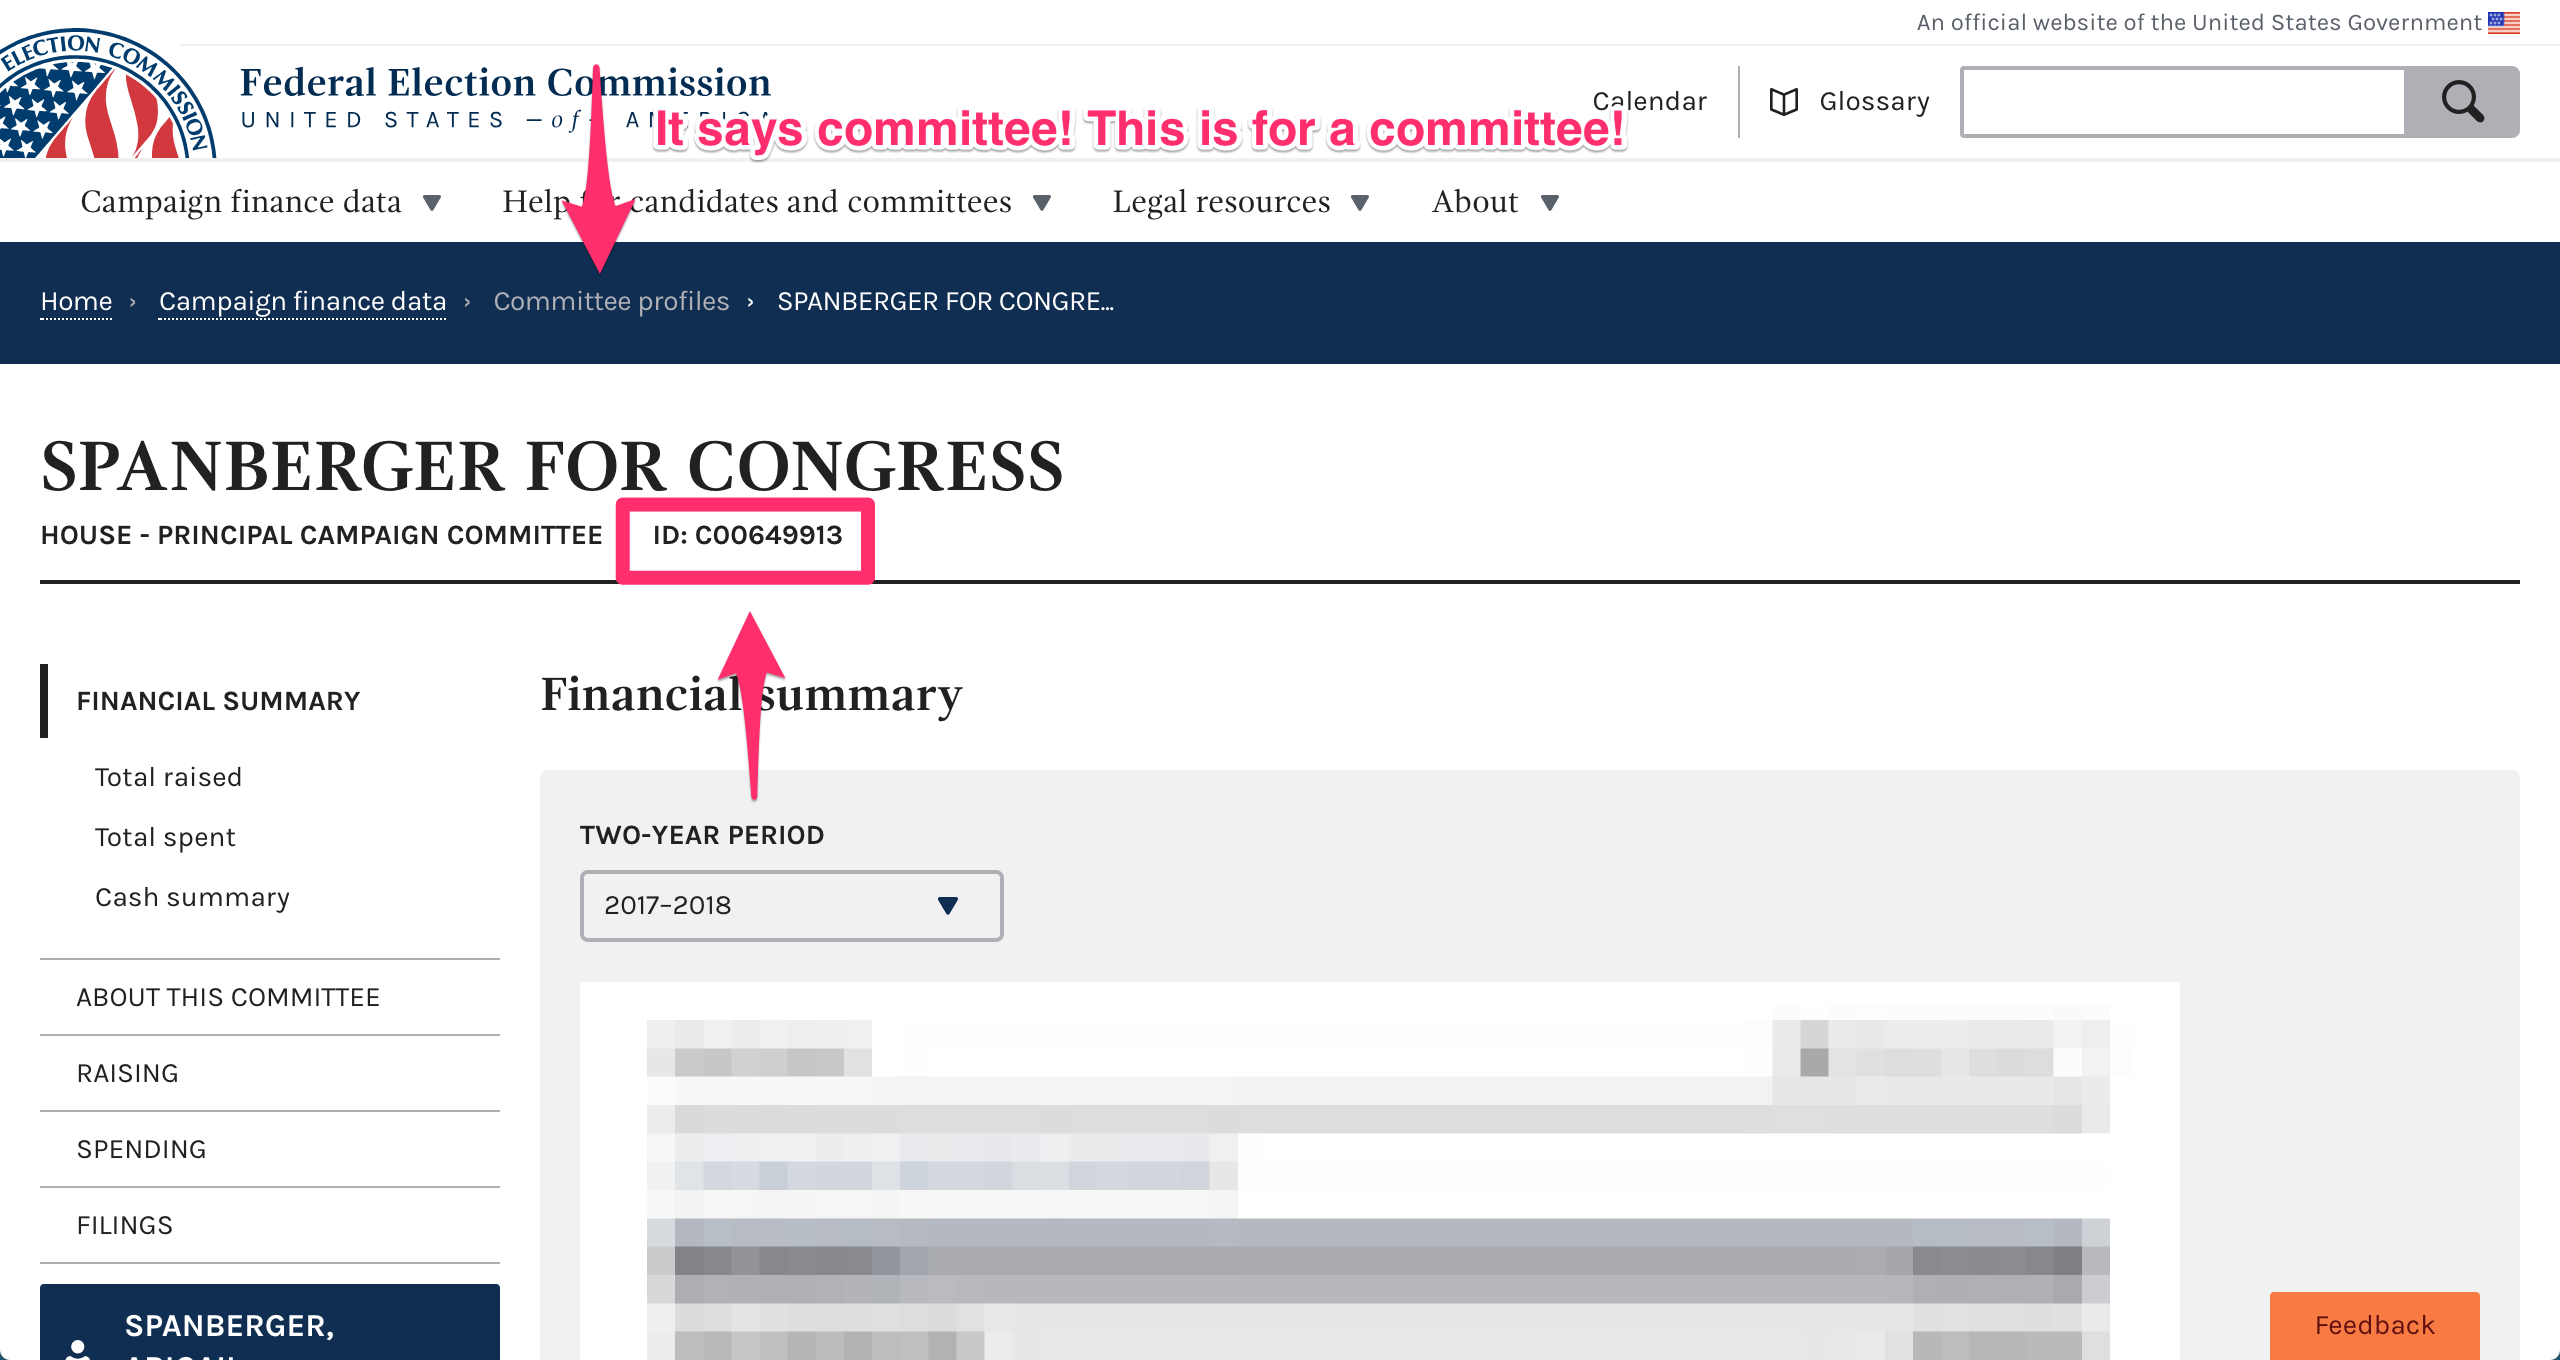 An official website of the United States Government
ELECTION COMMISSION
Federal Election Commission
UNITED STATES —of— AMERICA
It says committee! This is for a committee!
Calendar
Glossary
Campaign finance data
Help for candidates and committees
Legal resources
About
Home › Campaign finance data › Committee profiles › SPANBERGER FOR CONGRE...
SPANBERGER FOR CONGRESS
HOUSE - PRINCIPAL CAMPAIGN COMMITTEE
ID: C00649913
FINANCIAL SUMMARY
Total raised
Total spent
Cash summary
ABOUT THIS COMMITTEE
RAISING
SPENDING
FILINGS
SPANBERGER,
Financial summary
TWO-YEAR PERIOD
2017–2018
Feedback